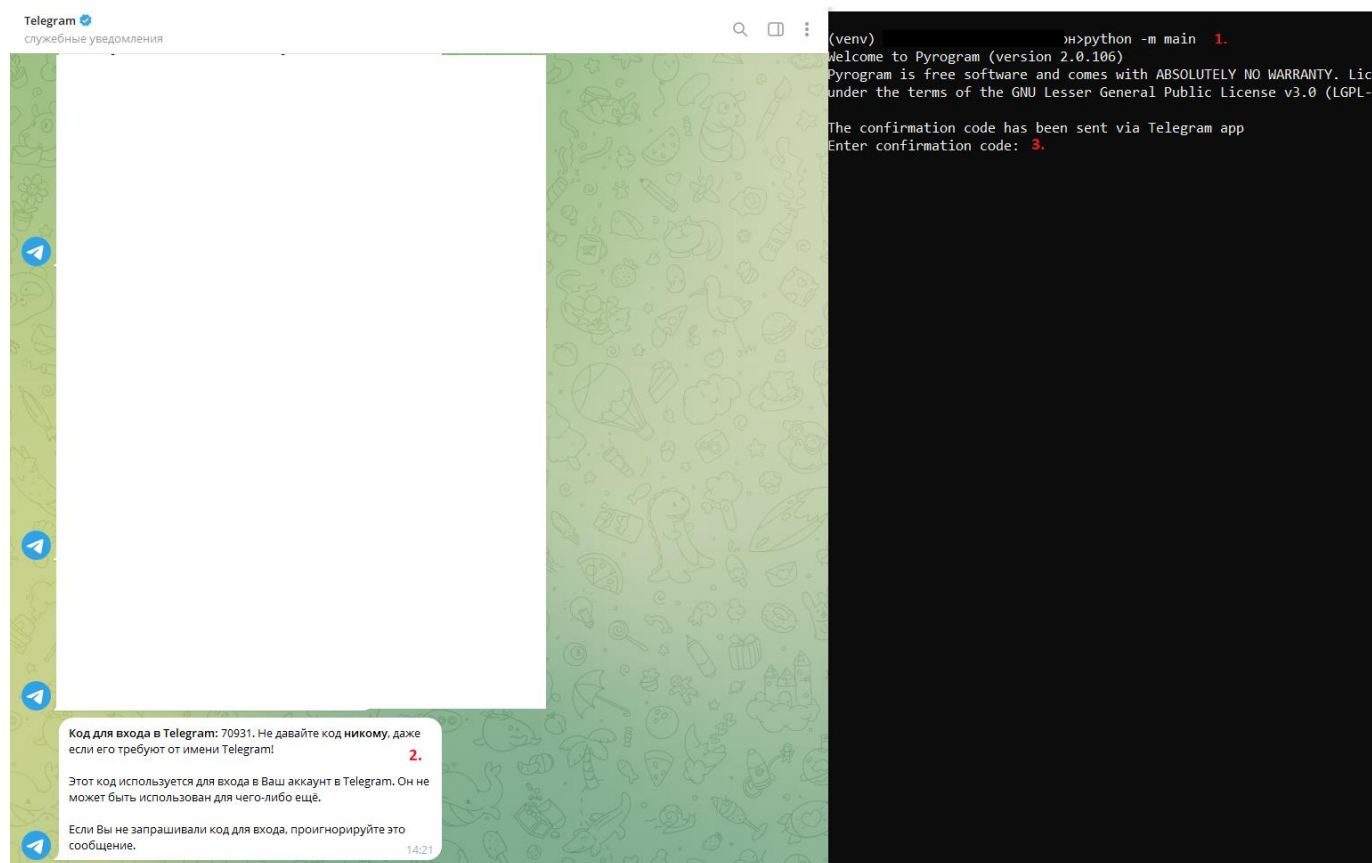 Telegram
служебные уведомления
Код для входа в Telegram: 70931. Не давайте код никому, даже
если его требуют от имени Telegram!
2.
Этот код используется для входа в Ваш аккаунт в Telegram. Он не
может быть использован для чего-либо ещё.
Если Вы не запрашивали код для входа, проигнорируйте это
сообщение.
14:21
(venv) он>python -m main 1.
Welcome to Pyrogram (version 2.0.106)
Pyrogram is free software and comes with ABSOLUTELY NO WARRANTY. Lic
under the terms of the GNU Lesser General Public License v3.0 (LGPL-
The confirmation code has been sent via Telegram app
Enter confirmation code: 3.